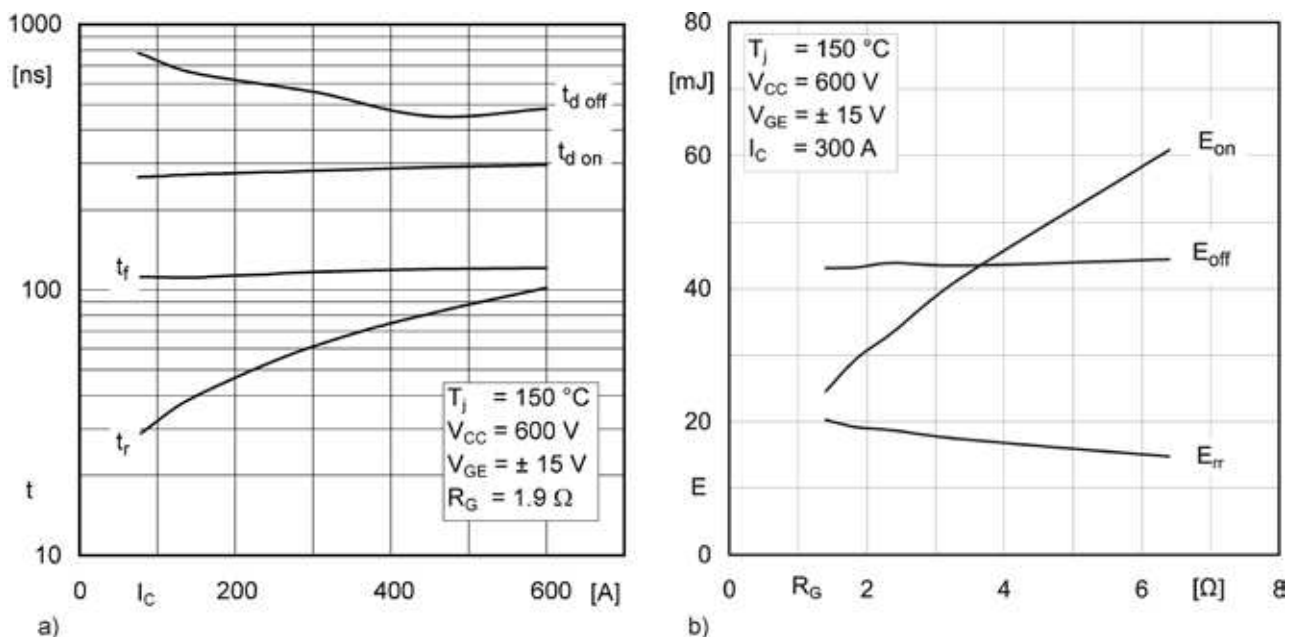 1000
[ns]
t_d off
t_d on
t_f
100
t_r
T_j = 150 °C
V_CC = 600 V
V_GE = ± 15 V
R_G = 1.9 Ω
t
10
0 I_C 200 400 600 [A]
a)
80
[mJ]
T_j = 150 °C
V_CC = 600 V
V_GE = ± 15 V
I_C = 300 A
60
E_on
E_off
40
20
E_rr
E
0
0 R_G 2 4 6 [Ω] 8
b)